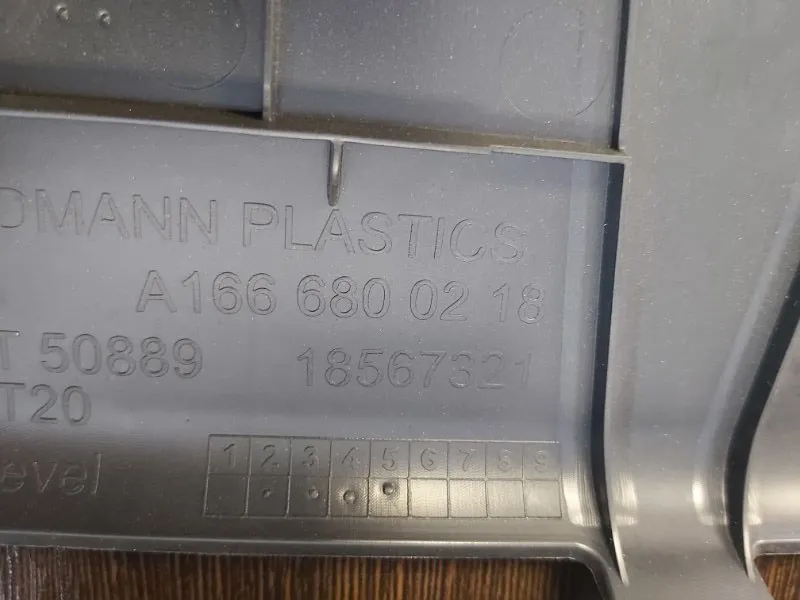 DMANN PLASTICS
A166 680 02 18
T 50889 18567321
T20
evel
1 2 3 4 5 6 7 8 9